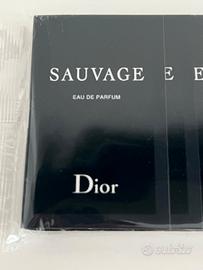 SAUVAGE E E
EAU DE PARFUM
Dior
subito